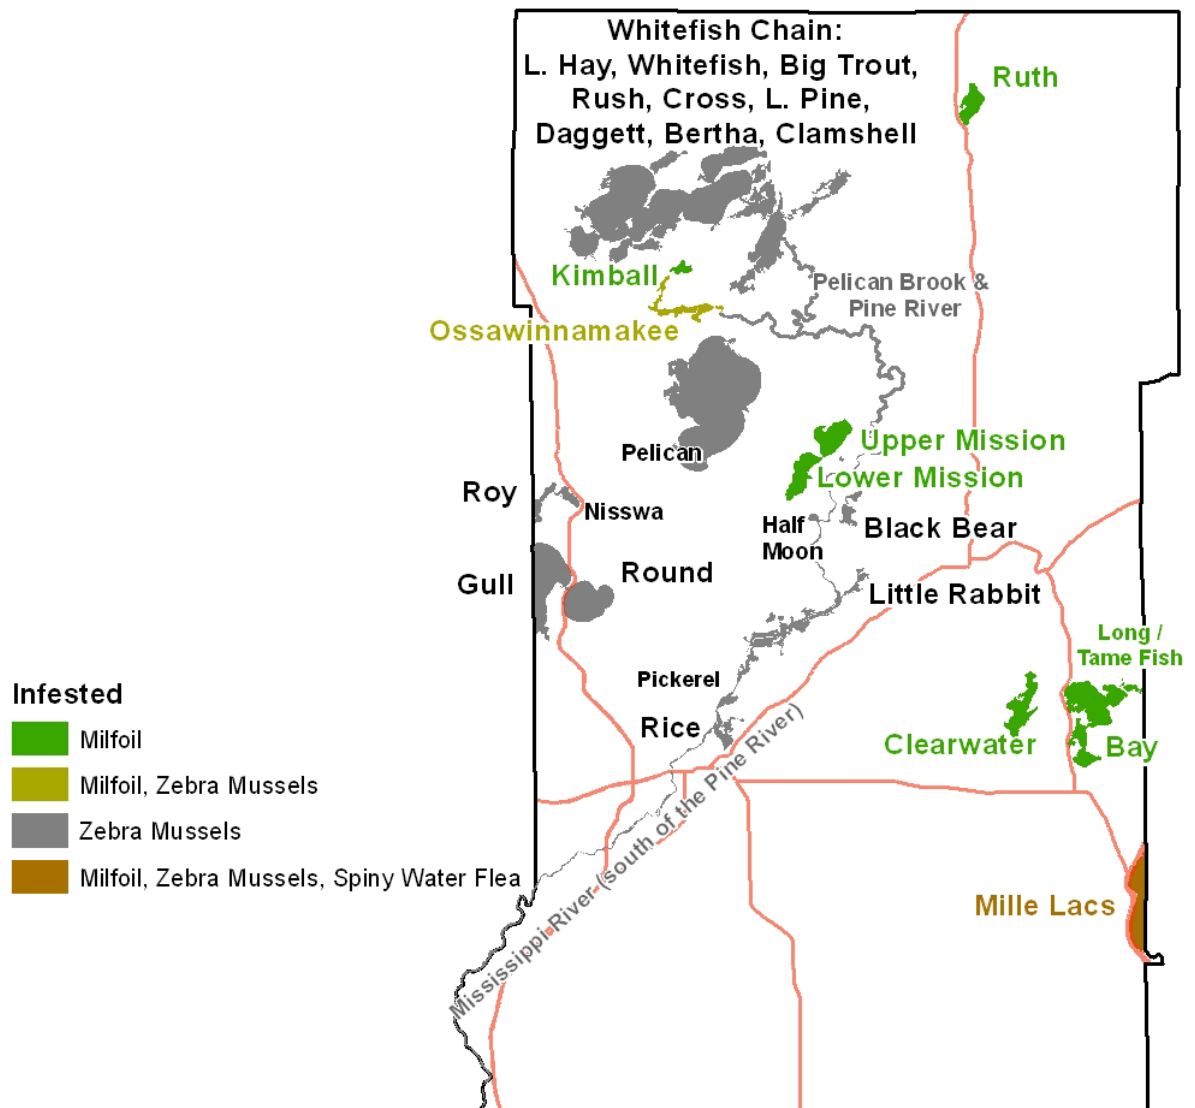 Whitefish Chain:
L. Hay, Whitefish, Big Trout,
Rush, Cross, L. Pine,
Daggett, Bertha, Clamshell
Ruth
Kimball
Pelican Brook &
Pine River
Ossawinnamakee
Pelican
Upper Mission
Lower Mission
Roy
Nisswa
Half
Moon
Black Bear
Gull
Round
Little Rabbit
Long /
Tame Fish
Pickerel
Rice
Clearwater
Bay
Mississippi River (south of the Pine River)
Mille Lacs
Infested
Milfoil
Milfoil, Zebra Mussels
Zebra Mussels
Milfoil, Zebra Mussels, Spiny Water Flea